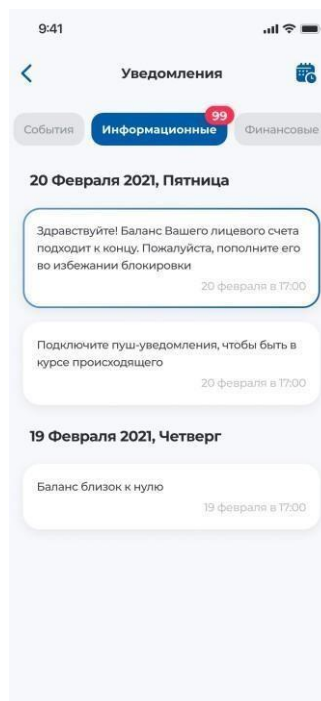 9:41
Уведомления
События
Информационные
99
Финансовые
20 Февраля 2021, Пятница
Здравствуйте! Баланс Вашего лицевого счета
подходит к концу. Пожалуйста, пополните его
во избежании блокировки
20 февраля в 17:00
Подключите пуш-уведомления, чтобы быть в
курсе происходящего
20 февраля в 17:00
19 Февраля 2021, Четверг
Баланс близок к нулю
19 февраля в 17:00